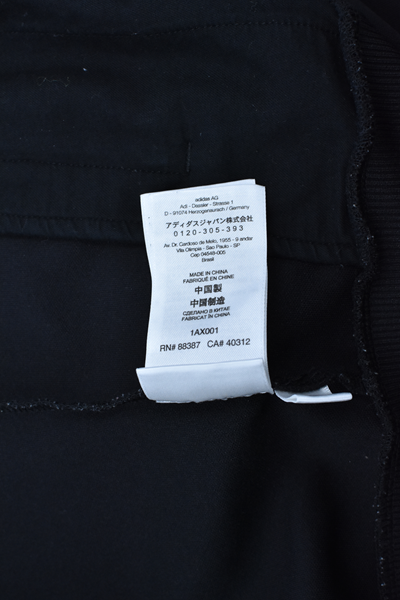 adidas AG
Adi - Dassler - Strasse 1
D - 91074 Herzogenaurach / Germany
アディダスジャパン株式会社
0120-305-393
Av. Dr. Cardoso de Melo, 1955 - 9 ander
Vila Olimpia - Sao Paulo - SP
Cep 04548-005
Brasil
MADE IN CHINA
FABRIQUÉ EN CHINE
中国製
中国制造
СДЕЛАНО В КИТАЕ
FABRICAT ÎN CHINA
1AX001
RN# 88387 CA# 40312